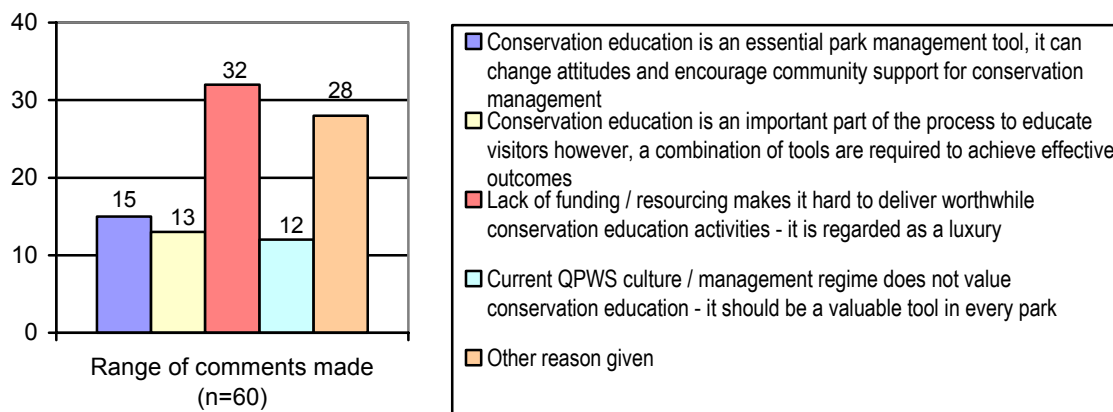 40
30
20
10
0
15
13
32
12
28
Range of comments made
(n=60)
Conservation education is an essential park management tool, it can
change attitudes and encourage community support for conservation
management
Conservation education is an important part of the process to educate
visitors however, a combination of tools are required to achieve effective
outcomes
Lack of funding / resourcing makes it hard to deliver worthwhile
conservation education activities - it is regarded as a luxury
Current QPWS culture / management regime does not value
conservation education - it should be a valuable tool in every park
Other reason given